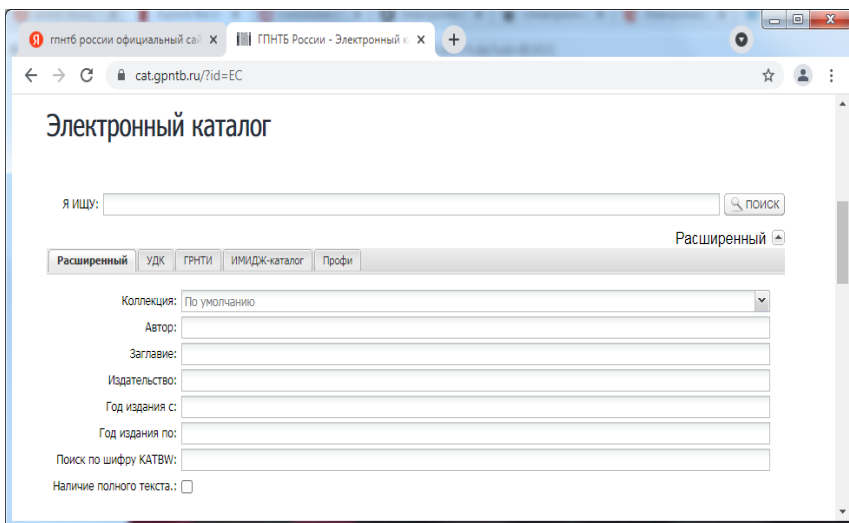 гпнтб россии официальный сай
ГПНТБ России - Электронный к
cat.gpntb.ru/?id=EC
Электронный каталог
Я ИЩУ:
ПОИСК
Расширенный
Расширенный УДК ГРНТИ ИМИДЖ-каталог Профи
Коллекция: По умолчанию
Автор:
Заглавие:
Издательство:
Год издания с:
Год издания по:
Поиск по шифру KATBW:
Наличие полного текста.: